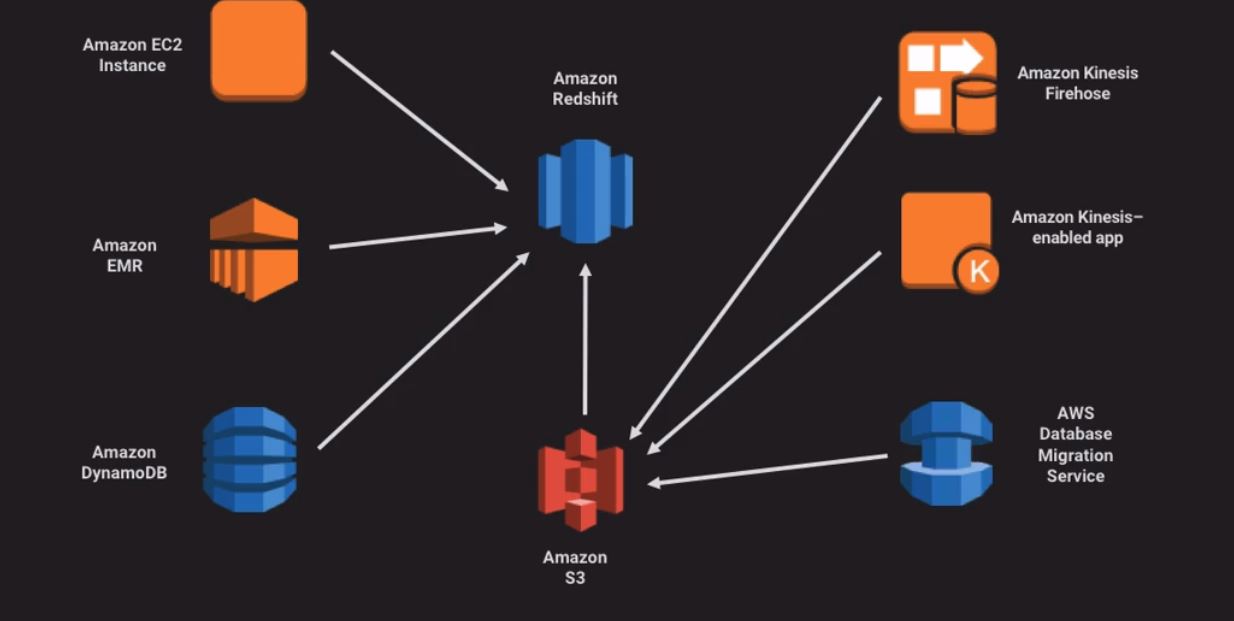 Amazon EC2
Instance
Amazon
Redshift
Amazon Kinesis
Firehose
Amazon
EMR
Amazon Kinesis–
enabled app
K
Amazon
DynamoDB
AWS
Database
Migration
Service
Amazon
S3